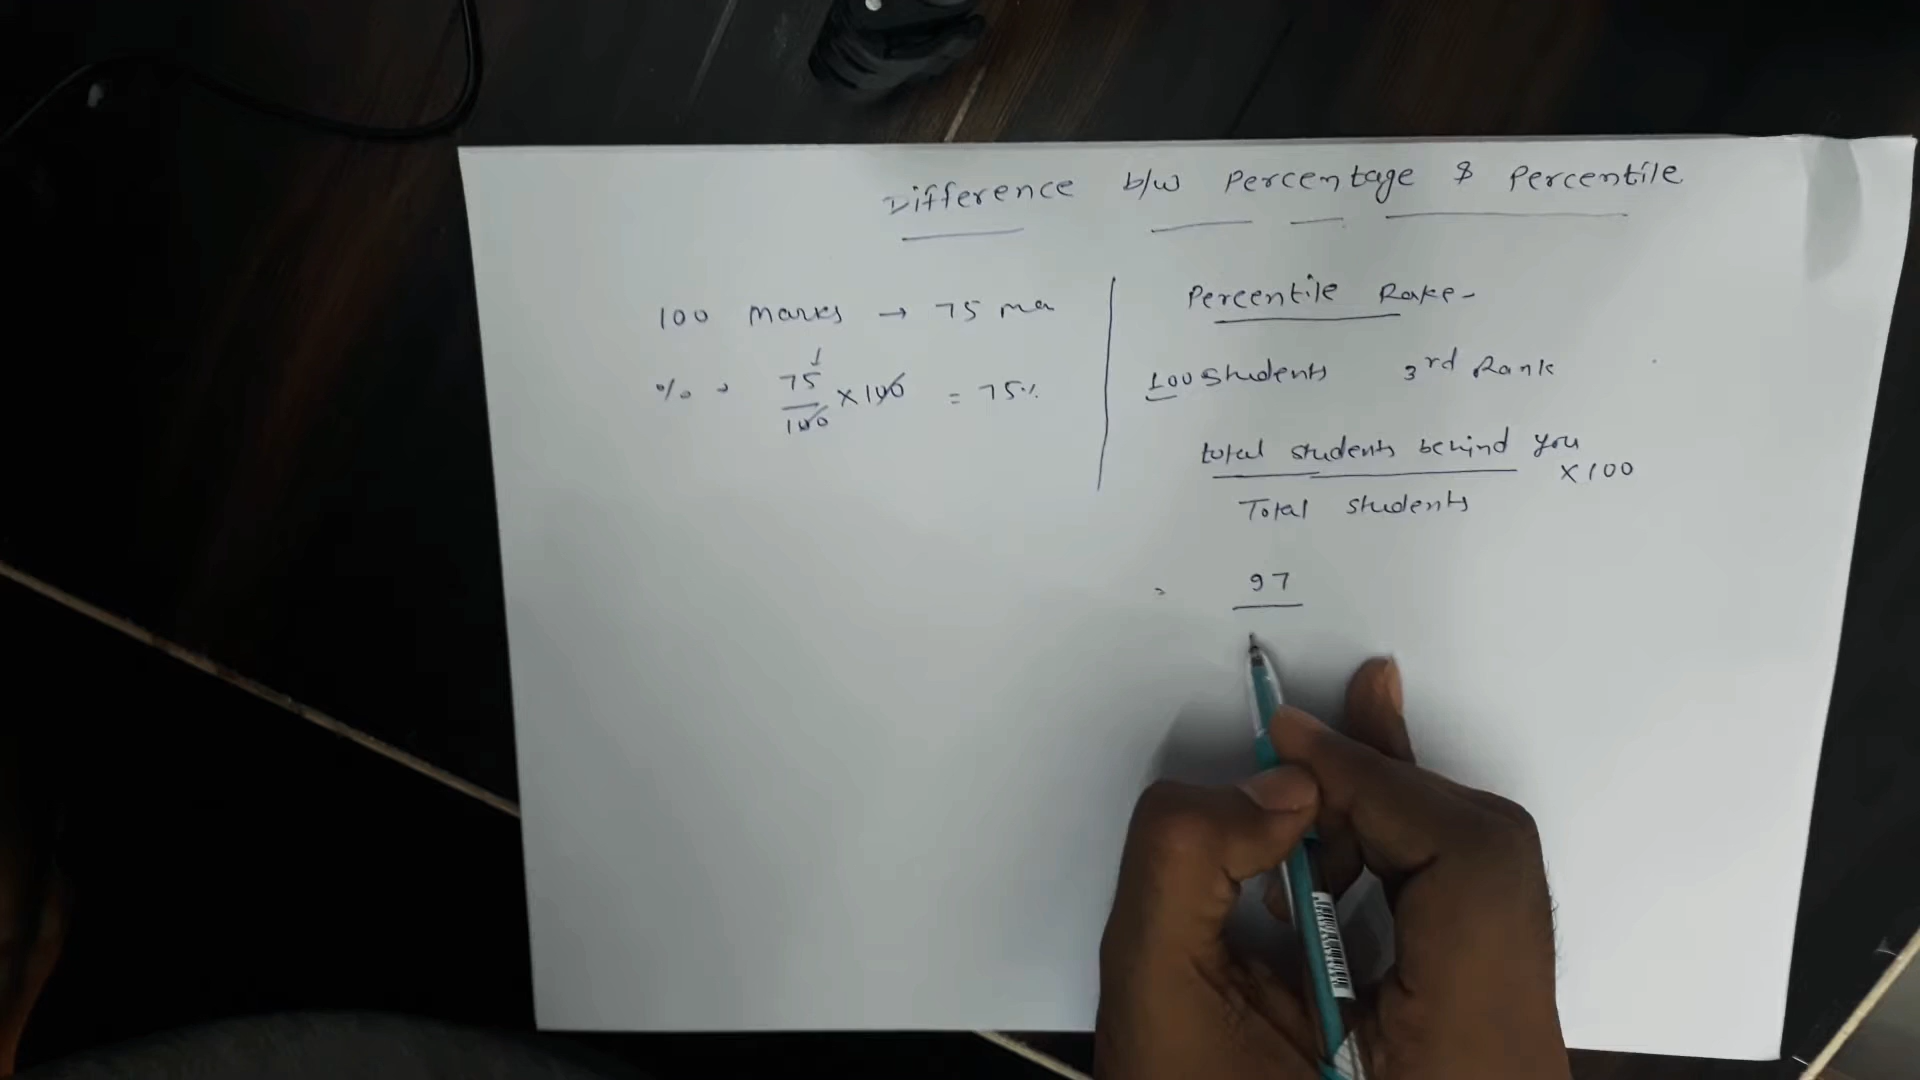 Difference b/w Percentage & Percentile
100 Marks → 75 ma
% → 75/100 × 100 = 75%
Percentile Rake-
100 Students 3rd Rank
total students behind you
× 100
Total students
= 97